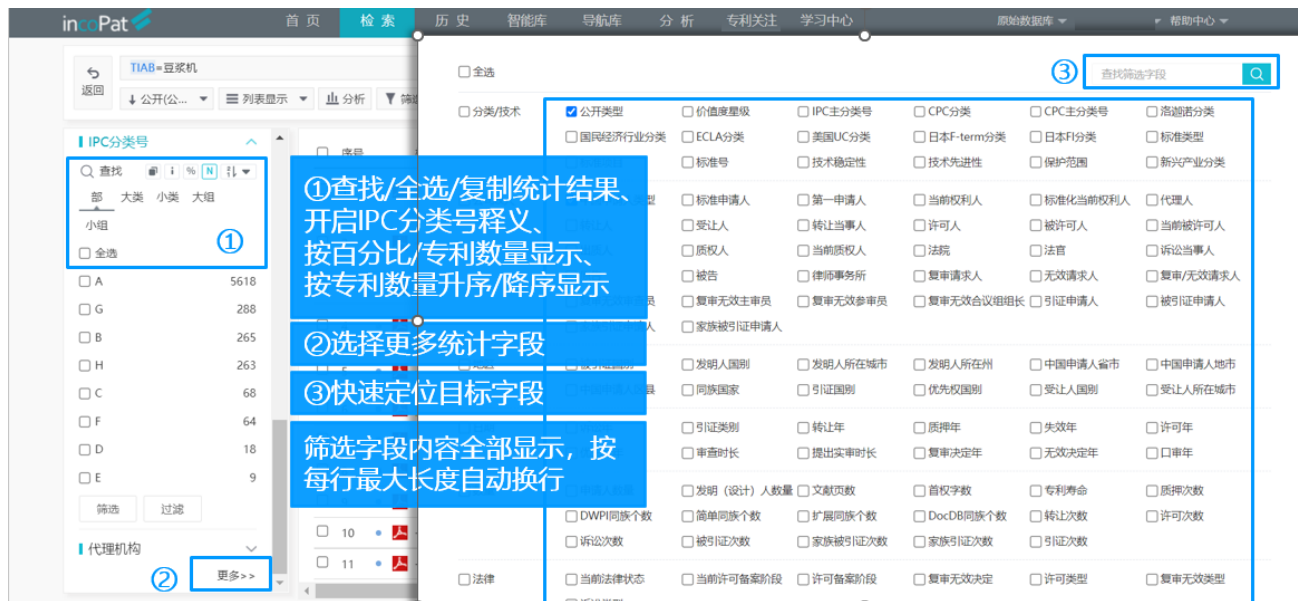 incoPat
首 页 检 索 历 史 智能库 导航库 分 析 专利关注 学习中心 原始数据库 帮助中心
返回
TIAB=豆浆机
公开(公... 列表显示 分析
IPC分类号
查找 i % N
部 大类 小类 大组
小组
全选
①
A 5618
G 288
B 265
H 263
C 68
F 64
D 18
E 9
筛选 过滤
代理机构
② 更多>>
序号
10
11
①查找/全选/复制统计结果、
开启IPC分类号释义、
按百分比/专利数量显示、
按专利数量升序/降序显示
②选择更多统计字段
③快速定位目标字段
筛选字段内容全部显示，按
每行最大长度自动换行
全选
③ 查找筛选字段
分类/技术 公开类型 价值度星级 IPC主分类号 CPC分类 CPC主分类号 洛迦诺分类
国民经济行业分类 ECLA分类 美国UC分类 日本F-term分类 日本FI分类 标准类型
标准号 技术稳定性 技术先进性 保护范围 新兴产业分类
标准申请人 第一申请人 当前权利人 标准化当前权利人 代理人
受让人 转让当事人 许可人 被许可人 当前被许可人
质权人 当前质权人 法院 法官 诉讼当事人
被告 律师事务所 复审请求人 无效请求人 复审/无效请求人
复审无效主审员 复审无效参审员 复审无效合议组组长 引证申请人 被引证申请人
家族被引证申请人
发明人国别 发明人所在城市 发明人所在州 中国申请人省市 中国申请人地市
同族国家 引证国别 优先权国别 受让人国别 受让人所在城市
引证类别 转让年 质押年 失效年 许可年
审查时长 提出实审时长 复审决定年 无效决定年 口审年
发明（设计）人数量 文献页数 首权字数 专利寿命 质押次数
DWPI同族个数 简单同族个数 扩展同族个数 DocDB同族个数 转让次数 许可次数
诉讼次数 被引证次数 家族被引证次数 家族引证次数 引证次数
法律 当前法律状态 当前许可备案阶段 许可备案阶段 复审无效决定 许可类型 复审无效类型